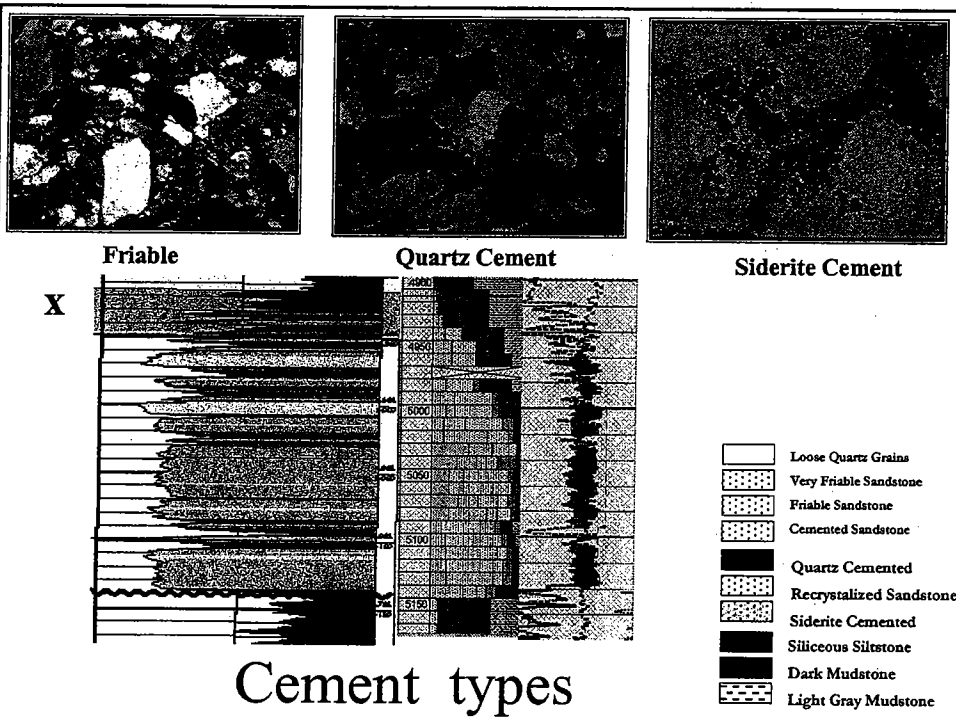 Friable
Quartz Cement
Siderite Cement
X
4900
4950
5000
5050
5100
5150
Loose Quartz Grains
Very Friable Sandstone
Friable Sandstone
Cemented Sandstone
Quartz Cemented
Recrystalized Sandstone
Siderite Cemented
Siliceous Siltstone
Dark Mudstone
Light Gray Mudstone
Cement types